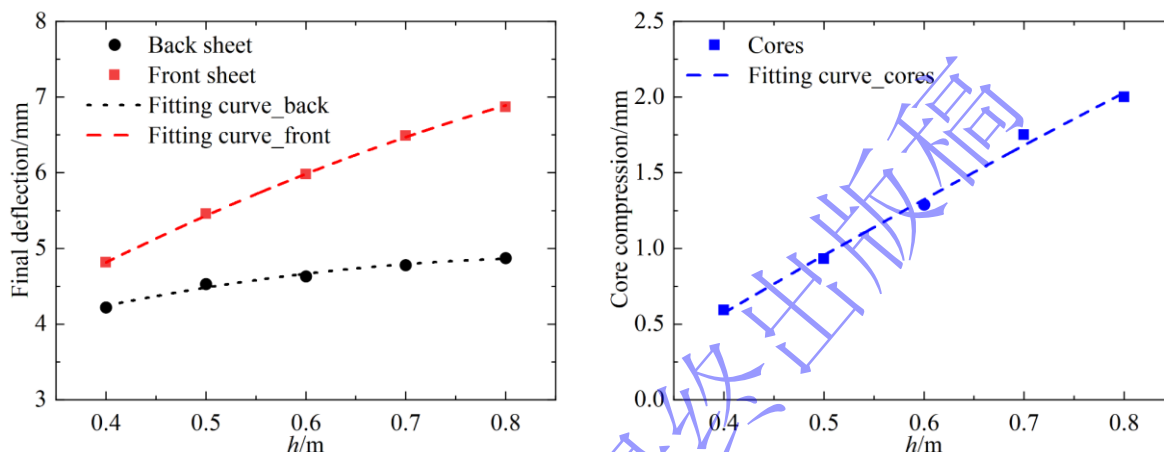 8
7
6
5
4
3
Final deflection/mm
Back sheet
Front sheet
Fitting curve_back
Fitting curve_front
0.4 0.5 0.6 0.7 0.8
h/m
2.5
2.0
1.5
1.0
0.5
0.0
Core compression/mm
Cores
Fitting curve_cores
0.4 0.5 0.6 0.7 0.8
h/m
出版稿